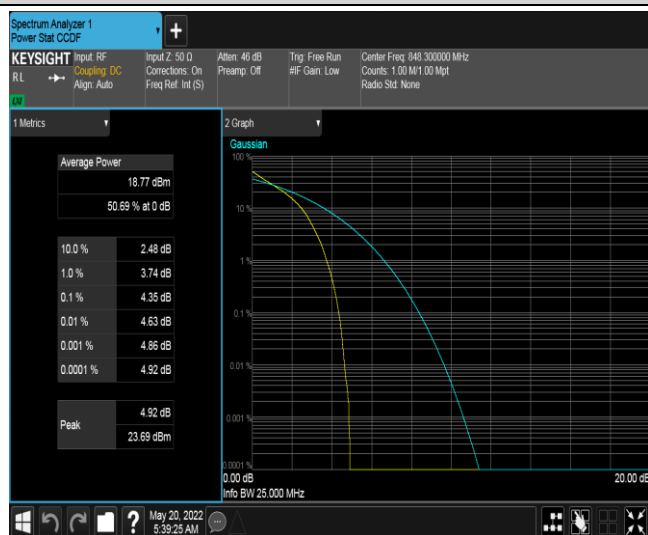 Spectrum Analyzer 1
Power Stat CCDF
+
KEYSIGHT
RL
LXI
Input: RF
Coupling: DC
Align: Auto
Input Z: 50 Ω
Corrections: On
Freq Ref: Int (S)
Atten: 46 dB
Preamp: Off
Trig: Free Run
#IF Gain: Low
Center Freq: 848.300000 MHz
Counts: 1.00 M/1.00 Mpt
Radio Std: None
1 Metrics
Average Power
18.77 dBm
50.69 % at 0 dB
10.0 % 2.48 dB
1.0 % 3.74 dB
0.1 % 4.35 dB
0.01 % 4.63 dB
0.001 % 4.86 dB
0.0001 % 4.92 dB
Peak
4.92 dB
23.69 dBm
2 Graph
Gaussian
100 %
10 %
1 %
0.1 %
0.01 %
0.001 %
0.0001 %
0.00 dB 20.00 dB
Info BW 25.000 MHz
?
May 20, 2022
5:39:25 AM